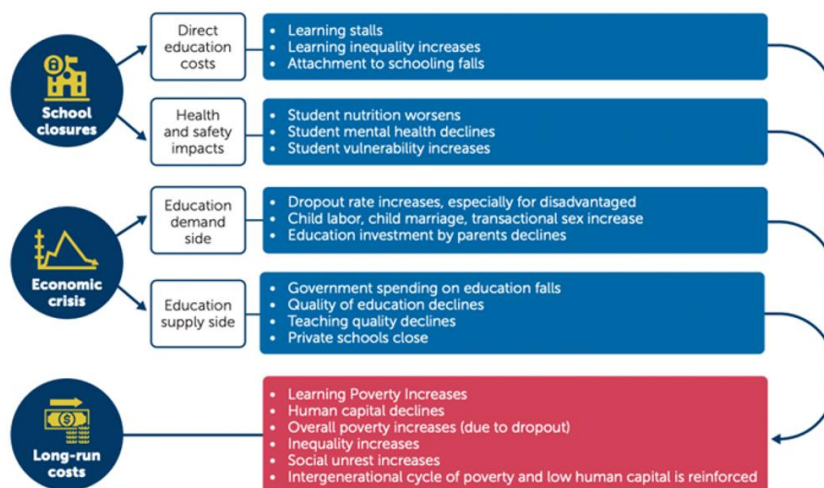 School
closures
Direct
education
costs
• Learning stalls
• Learning inequality increases
• Attachment to schooling falls
Health
and safety
impacts
• Student nutrition worsens
• Student mental health declines
• Student vulnerability increases
Economic
crisis
Education
demand
side
• Dropout rate increases, especially for disadvantaged
• Child labor, child marriage, transactional sex increase
• Education investment by parents declines
Education
supply side
• Government spending on education falls
• Quality of education declines
• Teaching quality declines
• Private schools close
$
Long-run
costs
• Learning Poverty Increases
• Human capital declines
• Overall poverty increases (due to dropout)
• Inequality increases
• Social unrest increases
• Intergenerational cycle of poverty and low human capital is reinforced